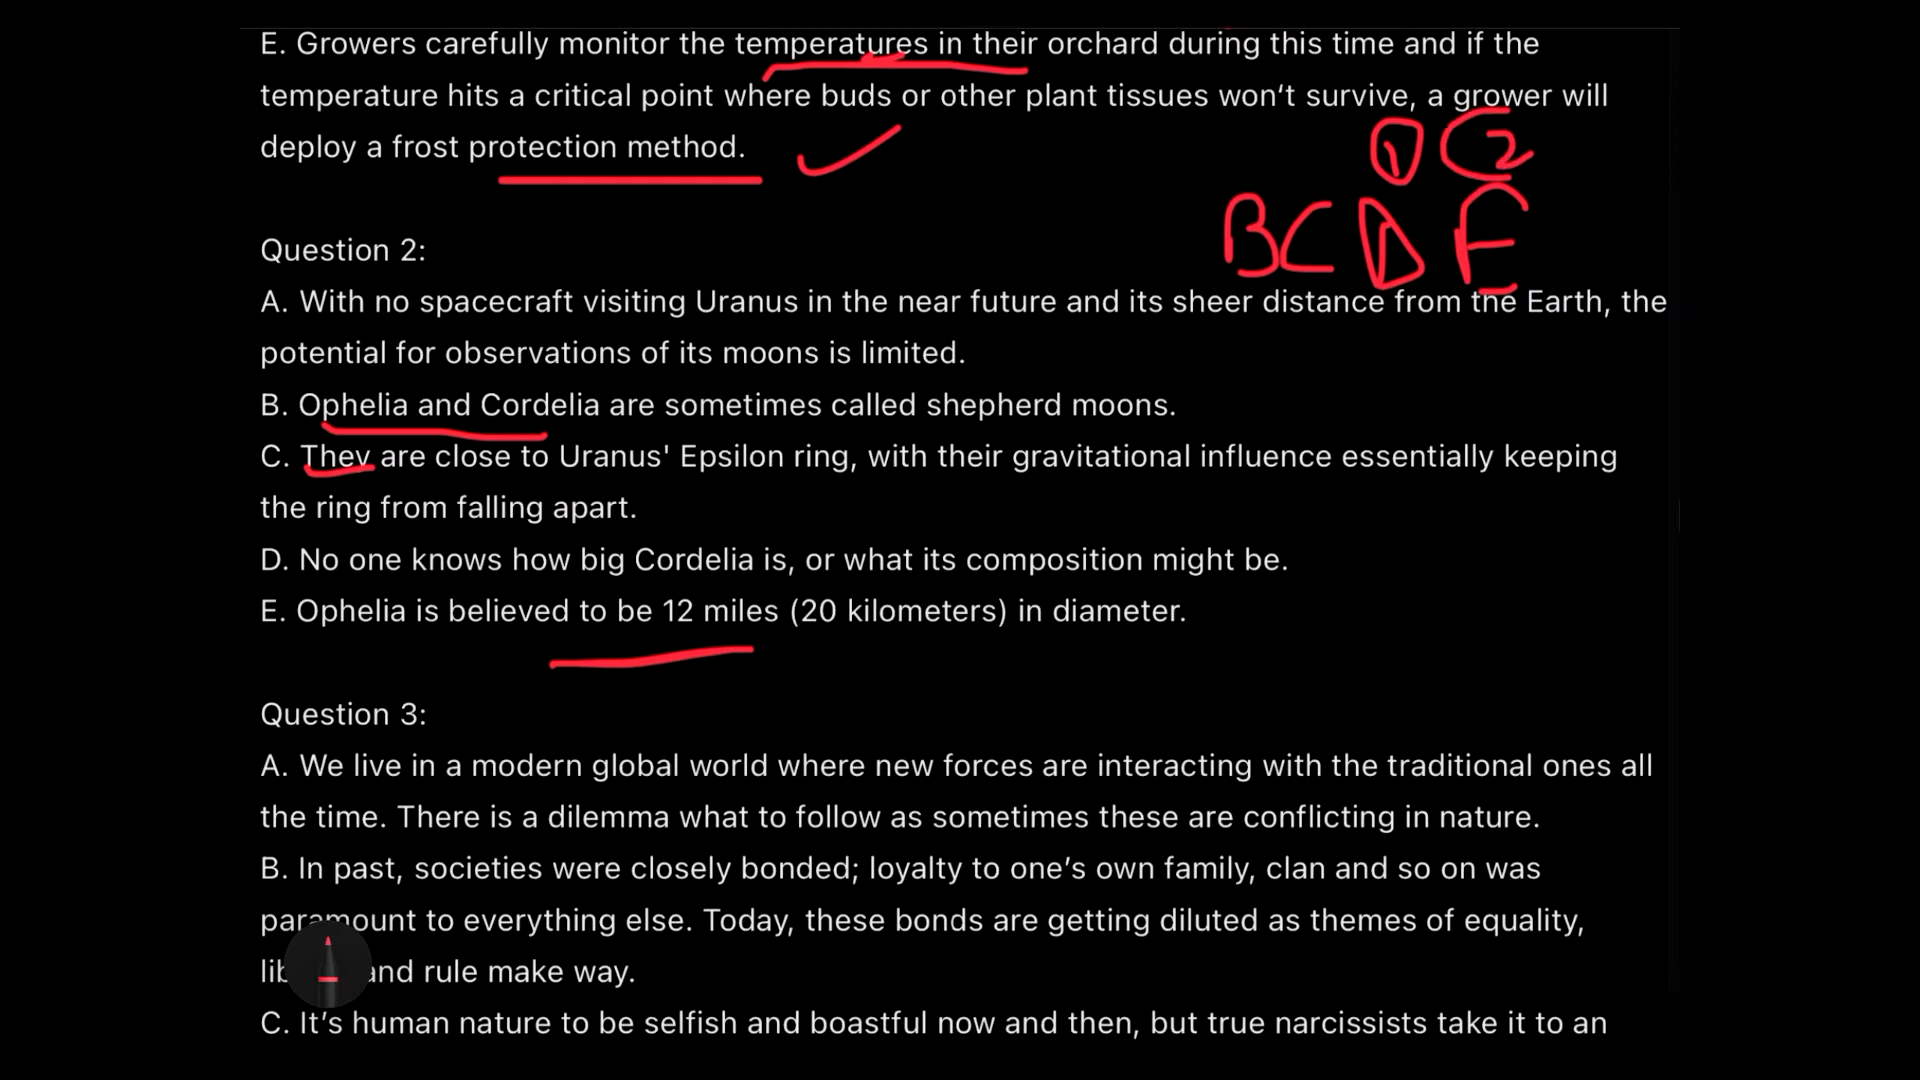 E. Growers carefully monitor the temperatures in their orchard during this time and if the
temperature hits a critical point where buds or other plant tissues won‘t survive, a grower will
deploy a frost protection method.
① ②
B C D E
Question 2:
A. With no spacecraft visiting Uranus in the near future and its sheer distance from the Earth, the
potential for observations of its moons is limited.
B. Ophelia and Cordelia are sometimes called shepherd moons.
C. They are close to Uranus' Epsilon ring, with their gravitational influence essentially keeping
the ring from falling apart.
D. No one knows how big Cordelia is, or what its composition might be.
E. Ophelia is believed to be 12 miles (20 kilometers) in diameter.
Question 3:
A. We live in a modern global world where new forces are interacting with the traditional ones all
the time. There is a dilemma what to follow as sometimes these are conflicting in nature.
B. In past, societies were closely bonded; loyalty to one’s own family, clan and so on was
paramount to everything else. Today, these bonds are getting diluted as themes of equality,
and rule make way.
C. It’s human nature to be selfish and boastful now and then, but true narcissists take it to an